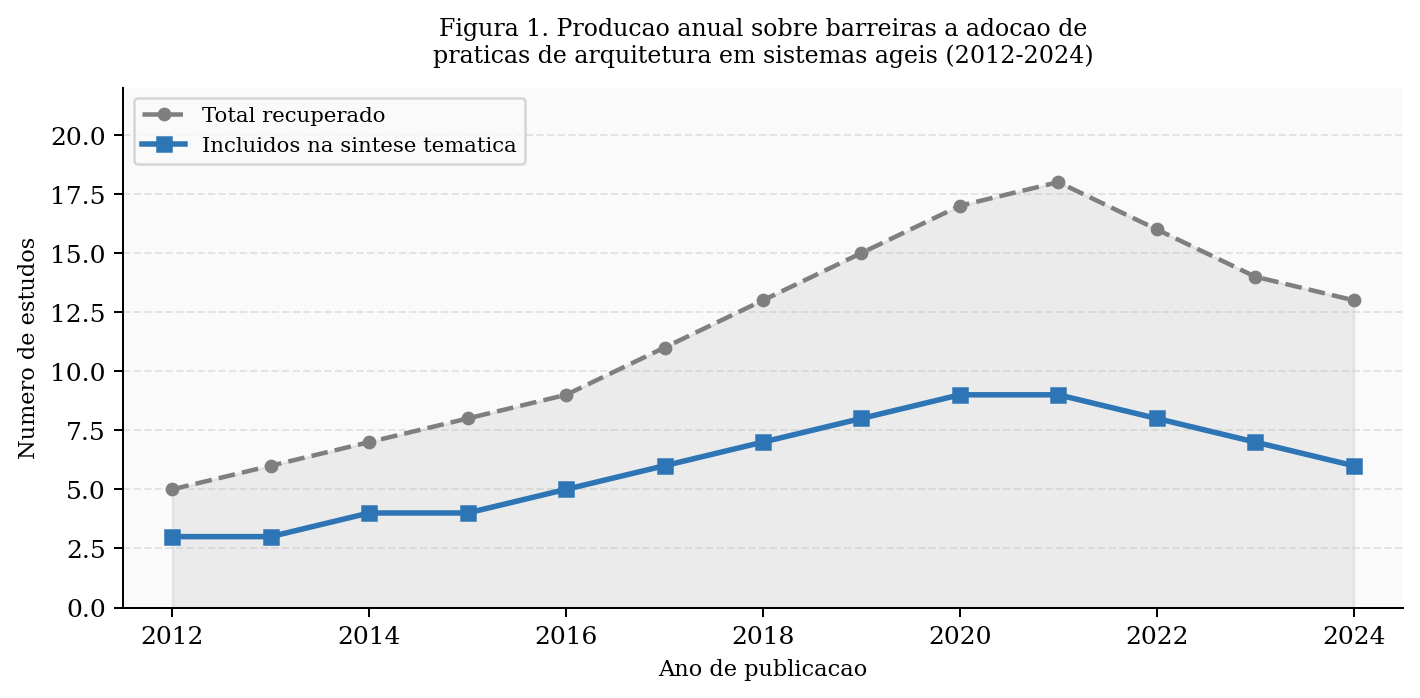 Figura 1. Producao anual sobre barreiras a adocao de
praticas de arquitetura em sistemas ageis (2012-2024)
Total recuperado
Incluidos na sintese tematica
Numero de estudos
20.0
17.5
15.0
12.5
10.0
7.5
5.0
2.5
0.0
2012 2014 2016 2018 2020 2022 2024
Ano de publicacao